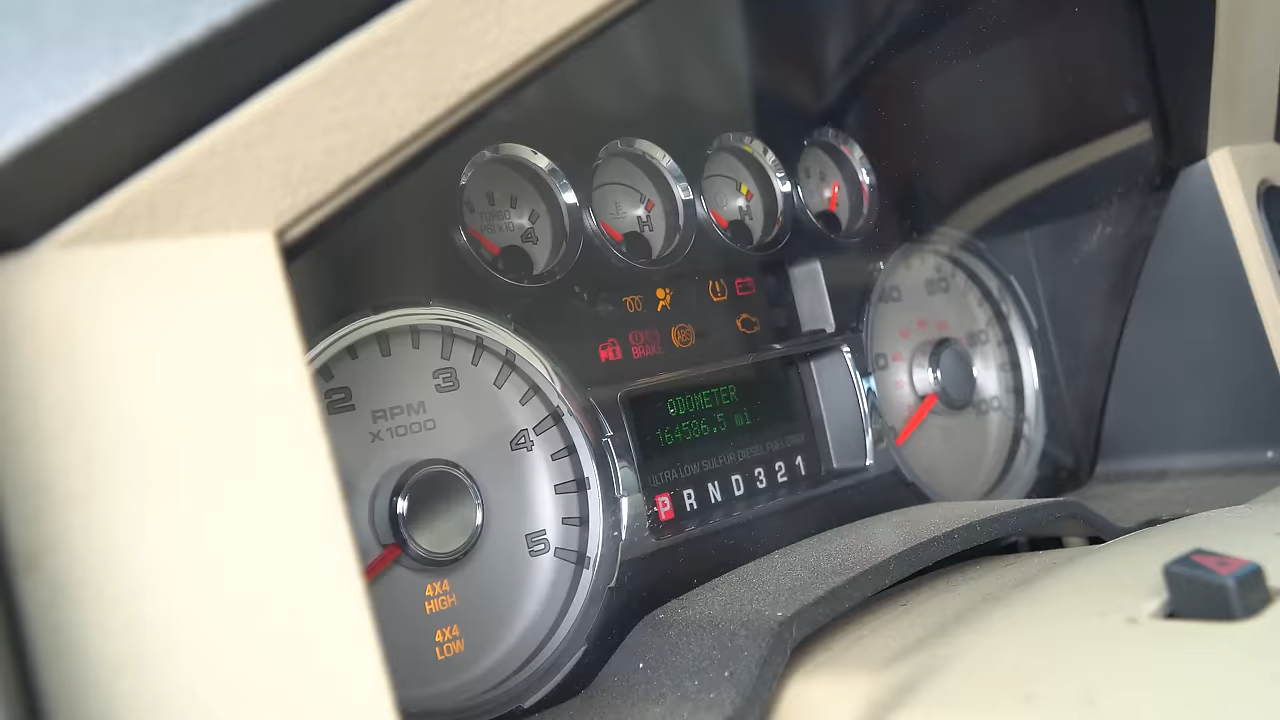 TURBO
PSI x10
4
H
H
BRAKE
ABS
2
3
4
5
RPM
X1000
4X4
HIGH
4X4
LOW
ODOMETER
164586.5 mi
ULTRA LOW SULFUR DIESEL FUEL ONLY
P R N D 3 2 1
40
60
80
100